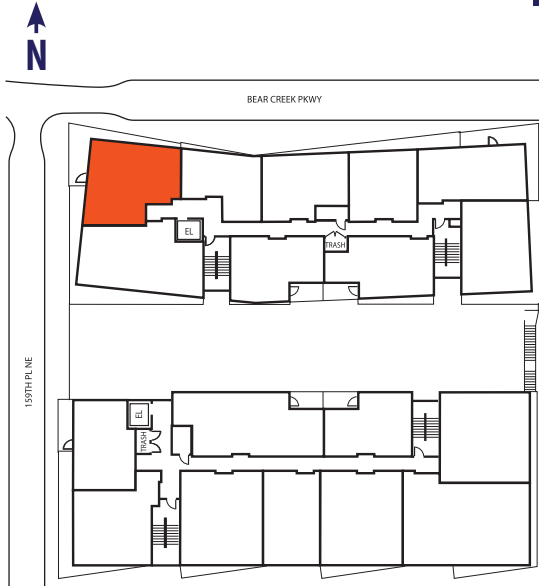 N
BEAR CREEK PKWY
EL
TRASH
159TH PL NE
EL
TRASH